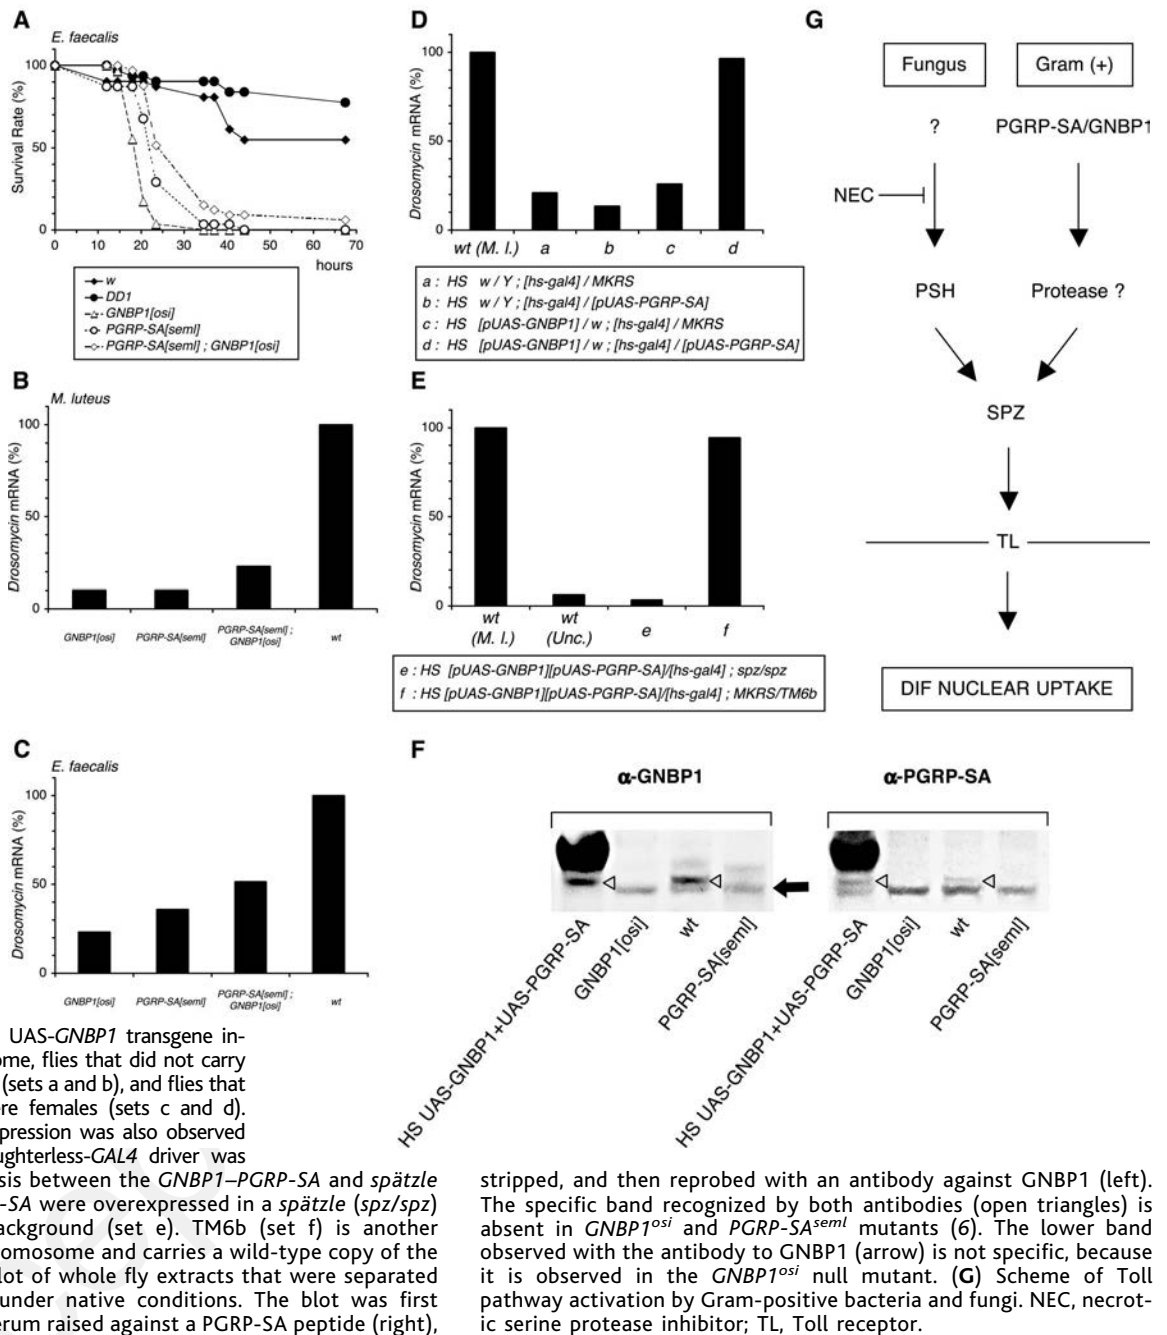 A
E. faecalis
Survival Rate (%)
100
50
0
0 10 20 30 40 50 60 70
hours
w
DD1
GNBP1[osi]
PGRP-SA[seml]
PGRP-SA[seml] ; GNBP1[osi]
B
M. luteus
Drosomycin mRNA (%)
100
50
0
GNBP1[osi] PGRP-SA[seml] PGRP-SA[seml] ; wt
GNBP1[osi]
C
E. faecalis
Drosomycin mRNA (%)
100
50
0
GNBP1[osi] PGRP-SA[seml] PGRP-SA[seml] ; wt
GNBP1[osi]
D
Drosomycin mRNA (%)
100
50
0
wt (M. l.) a b c d
a : HS w / Y ; [hs-gal4] / MKRS
b : HS w / Y ; [hs-gal4] / [pUAS-PGRP-SA]
c : HS [pUAS-GNBP1] / w ; [hs-gal4] / MKRS
d : HS [pUAS-GNBP1] / w ; [hs-gal4] / [pUAS-PGRP-SA]
E
Drosomycin mRNA (%)
100
50
0
wt wt e f
(M. l.) (Unc.)
e : HS [pUAS-GNBP1][pUAS-PGRP-SA]/[hs-gal4] ; spz/spz
f : HS [pUAS-GNBP1][pUAS-PGRP-SA]/[hs-gal4] ; MKRS/TM6b
F
α-GNBP1 α-PGRP-SA
HS UAS-GNBP1+UAS-PGRP-SA
GNBP1[osi]
wt
PGRP-SA[seml]
HS UAS-GNBP1+UAS-PGRP-SA
GNBP1[osi]
wt
PGRP-SA[seml]
G
Fungus Gram (+)
? PGRP-SA/GNBP1
NEC
PSH Protease ?
SPZ
TL
DIF NUCLEAR UPTAKE
UAS-GNBP1 transgene in-
ome, flies that did not carry
(sets a and b), and flies that
ere females (sets c and d).
pression was also observed
ughterless-GAL4 driver was
sis between the GNBP1–PGRP-SA and spätzle
-SA were overexpressed in a spätzle (spz/spz)
ackground (set e). TM6b (set f) is another
omosome and carries a wild-type copy of the
lot of whole fly extracts that were separated
under native conditions. The blot was first
erum raised against a PGRP-SA peptide (right),
stripped, and then reprobed with an antibody against GNBP1 (left).
The specific band recognized by both antibodies (open triangles) is
absent in GNBP1osi and PGRP-SAseml mutants (6). The lower band
observed with the antibody to GNBP1 (arrow) is not specific, because
it is observed in the GNBP1osi null mutant. (G) Scheme of Toll
pathway activation by Gram-positive bacteria and fungi. NEC, necrot-
ic serine protease inhibitor; TL, Toll receptor.